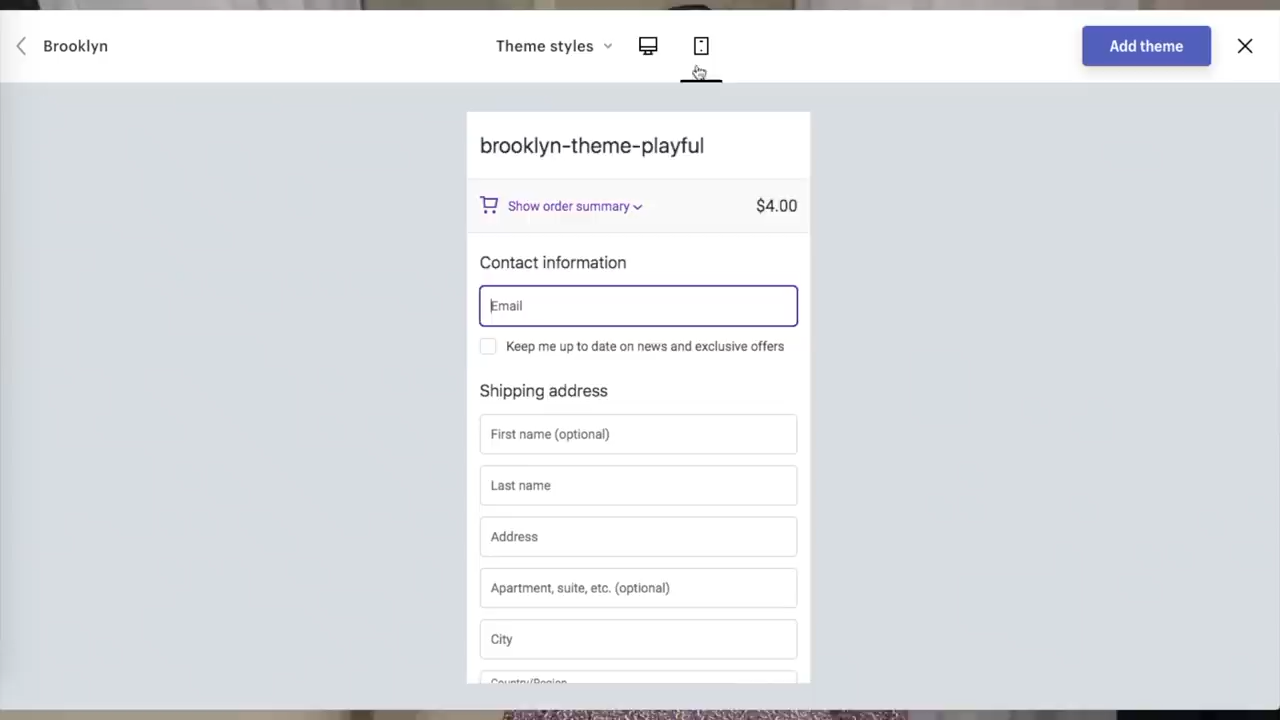 Brooklyn
Theme styles
Add theme
brooklyn-theme-playful
Show order summary
$4.00
Contact information
Email
Keep me up to date on news and exclusive offers
Shipping address
First name (optional)
Last name
Address
Apartment, suite, etc. (optional)
City
Country/Region